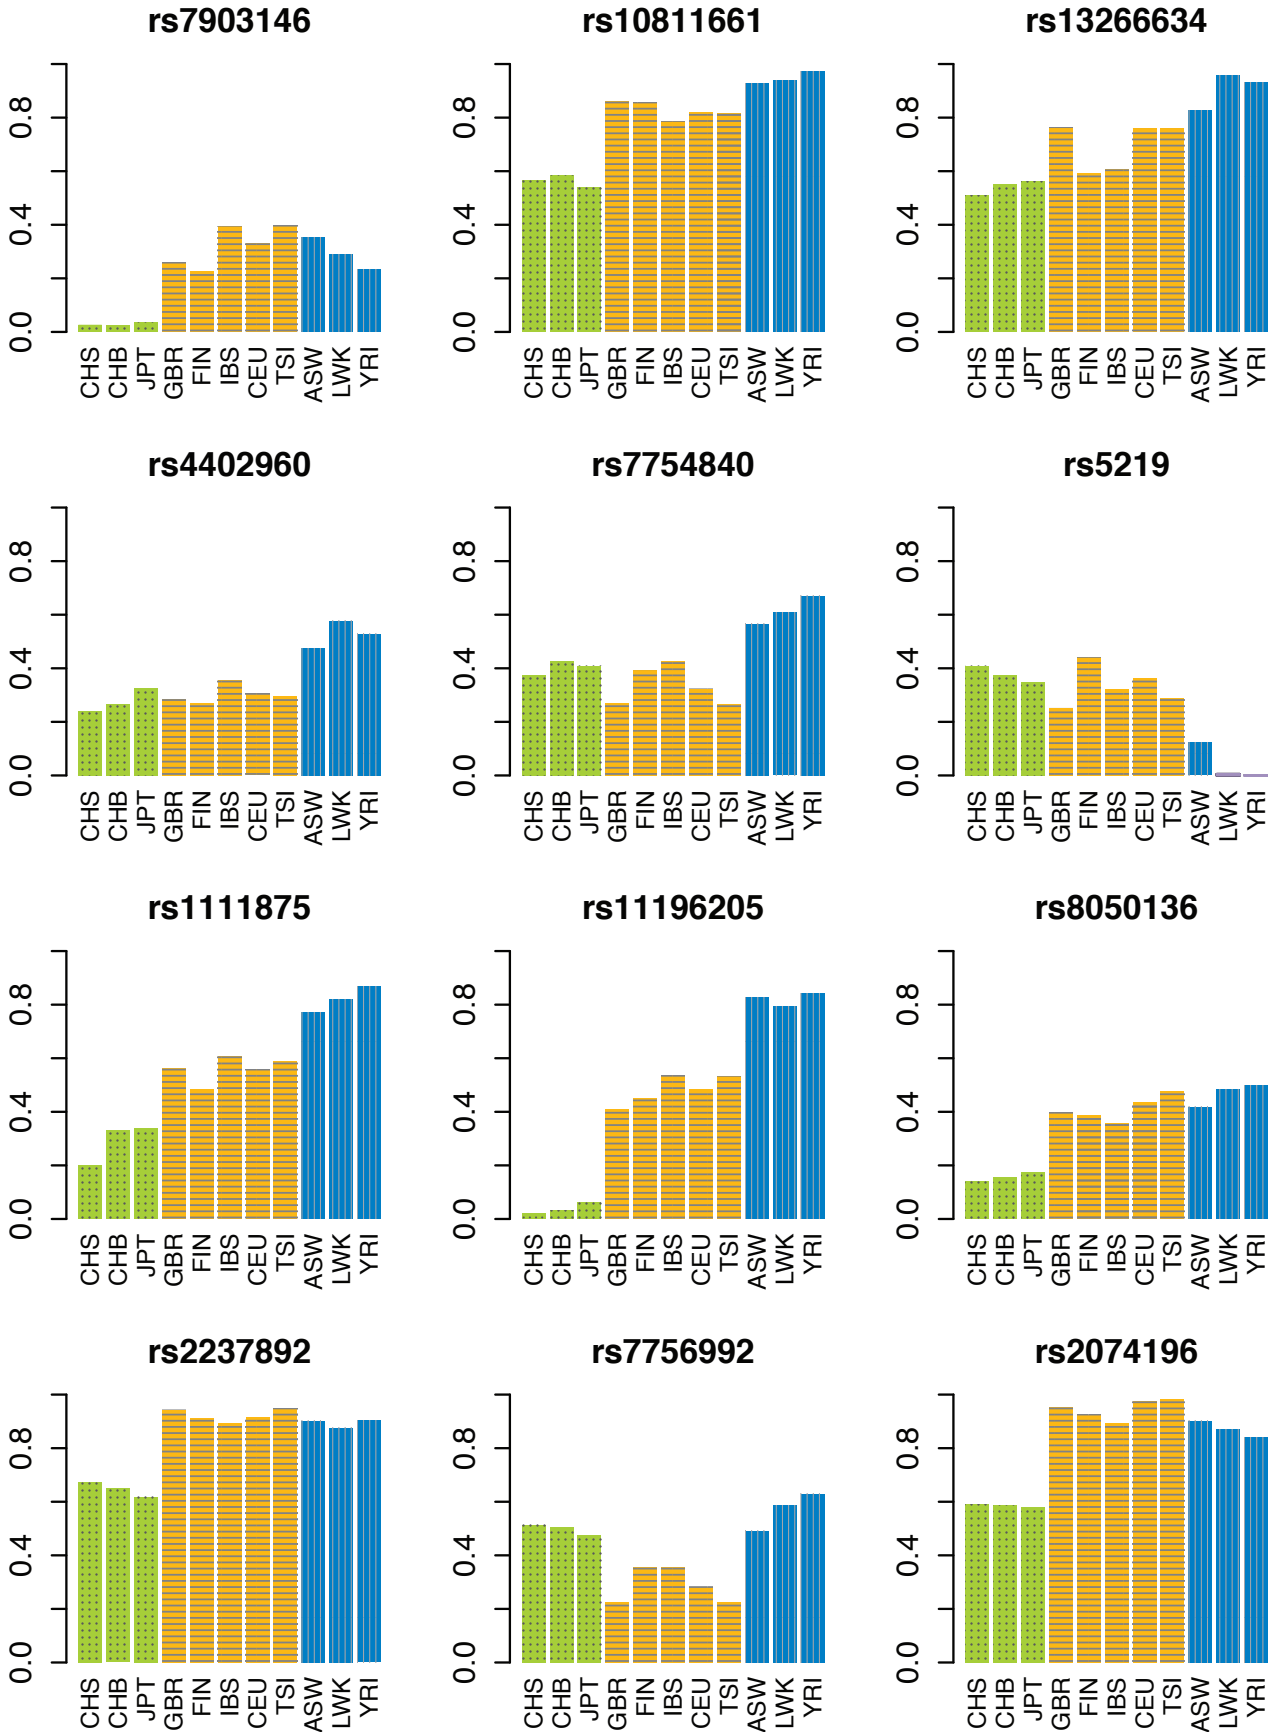 rs7903146 rs10811661 rs13266634
0.8 0.8 0.8
0.4 0.4 0.4
0.0 0.0 0.0
CHS CHB JPT GBR FIN IBS CEU TSI ASW LWK YRI CHS CHB JPT GBR FIN IBS CEU TSI ASW LWK YRI CHS CHB JPT GBR FIN IBS CEU TSI ASW LWK YRI
rs4402960 rs7754840 rs5219
0.8 0.8 0.8
0.4 0.4 0.4
0.0 0.0 0.0
CHS CHB JPT GBR FIN IBS CEU TSI ASW LWK YRI CHS CHB JPT GBR FIN IBS CEU TSI ASW LWK YRI CHS CHB JPT GBR FIN IBS CEU TSI ASW LWK YRI
rs1111875 rs11196205 rs8050136
0.8 0.8 0.8
0.4 0.4 0.4
0.0 0.0 0.0
CHS CHB JPT GBR FIN IBS CEU TSI ASW LWK YRI CHS CHB JPT GBR FIN IBS CEU TSI ASW LWK YRI CHS CHB JPT GBR FIN IBS CEU TSI ASW LWK YRI
rs2237892 rs7756992 rs2074196
0.8 0.8 0.8
0.4 0.4 0.4
0.0 0.0 0.0
CHS CHB JPT GBR FIN IBS CEU TSI ASW LWK YRI CHS CHB JPT GBR FIN IBS CEU TSI ASW LWK YRI CHS CHB JPT GBR FIN IBS CEU TSI ASW LWK YRI